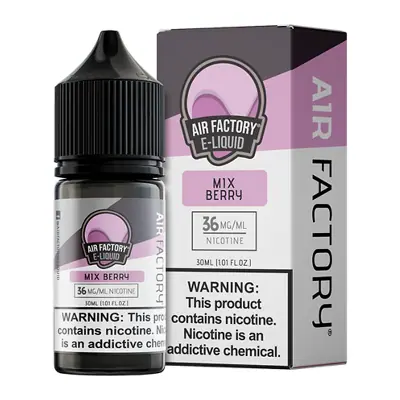 AIR FACTORY
E-LIQUID
MIX BERRY
36 MG/ML NICOTINE
30ML (1.01 FL.OZ.)
WARNING: This product
contains nicotine. Nicotine
is an addictive chemical.
AIR FACTORY
AIR FACTORY
E-LIQUID
MIX
BERRY
36 MG/ML
NICOTINE
30ML (1.01 FL.OZ.)
WARNING:
This product
contains nicotine.
Nicotine is an
addictive chemical.
AIR FACTORY®